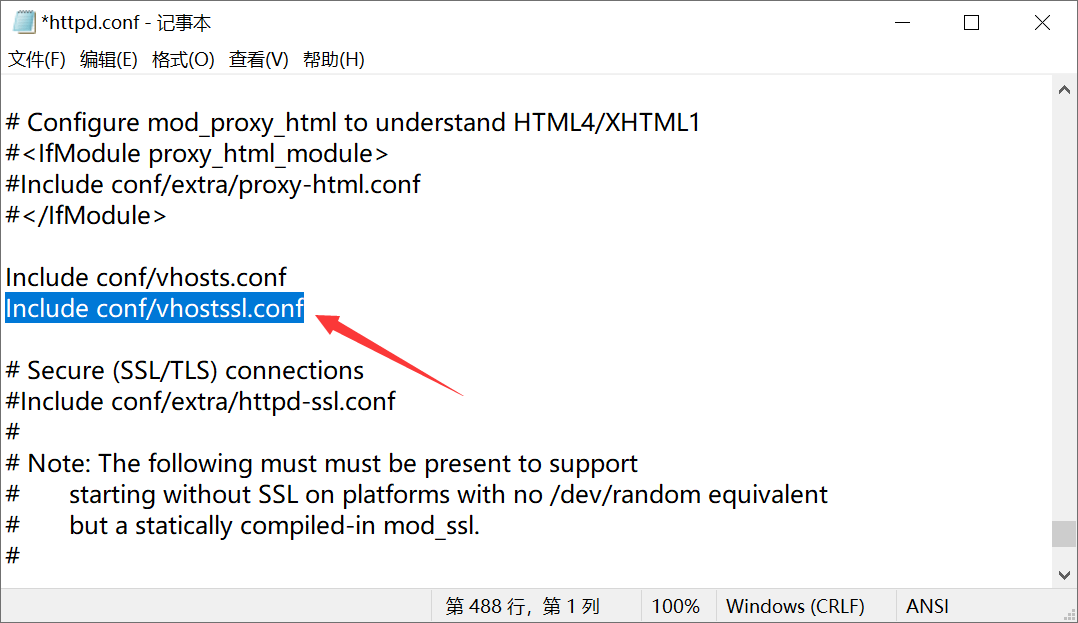 *httpd.conf - 记事本
文件(F) 编辑(E) 格式(O) 查看(V) 帮助(H)
# Configure mod_proxy_html to understand HTML4/XHTML1
#<IfModule proxy_html_module>
#Include conf/extra/proxy-html.conf
#</IfModule>
Include conf/vhosts.conf
Include conf/vhostssl.conf
# Secure (SSL/TLS) connections
#Include conf/extra/httpd-ssl.conf
#
# Note: The following must must be present to support
#       starting without SSL on platforms with no /dev/random equivalent
#       but a statically compiled-in mod_ssl.
#
第 488 行，第 1 列 100% Windows (CRLF) ANSI